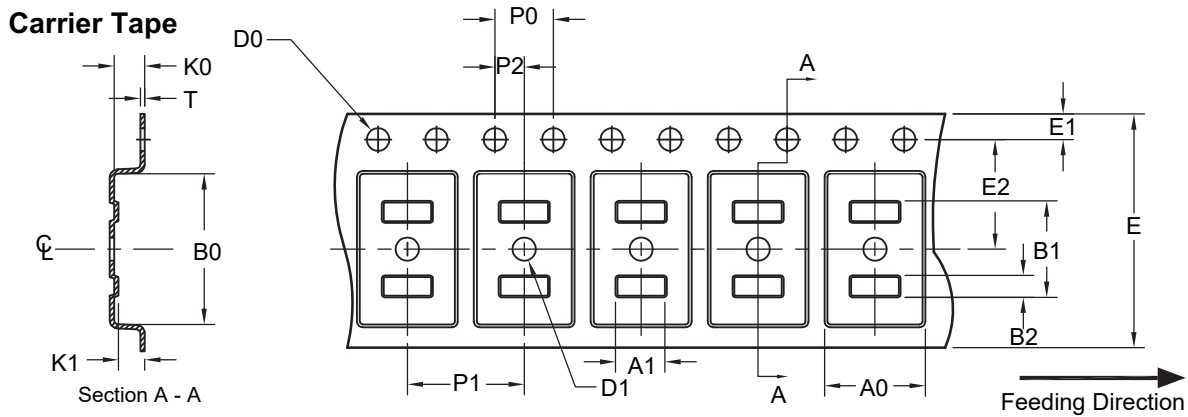 Carrier Tape
P0
D0
K0
P2
A
T
E1
E2
℄
B0
B1
E
B2
K1
A1
P1
D1
A
A0
Section A - A
Feeding Direction